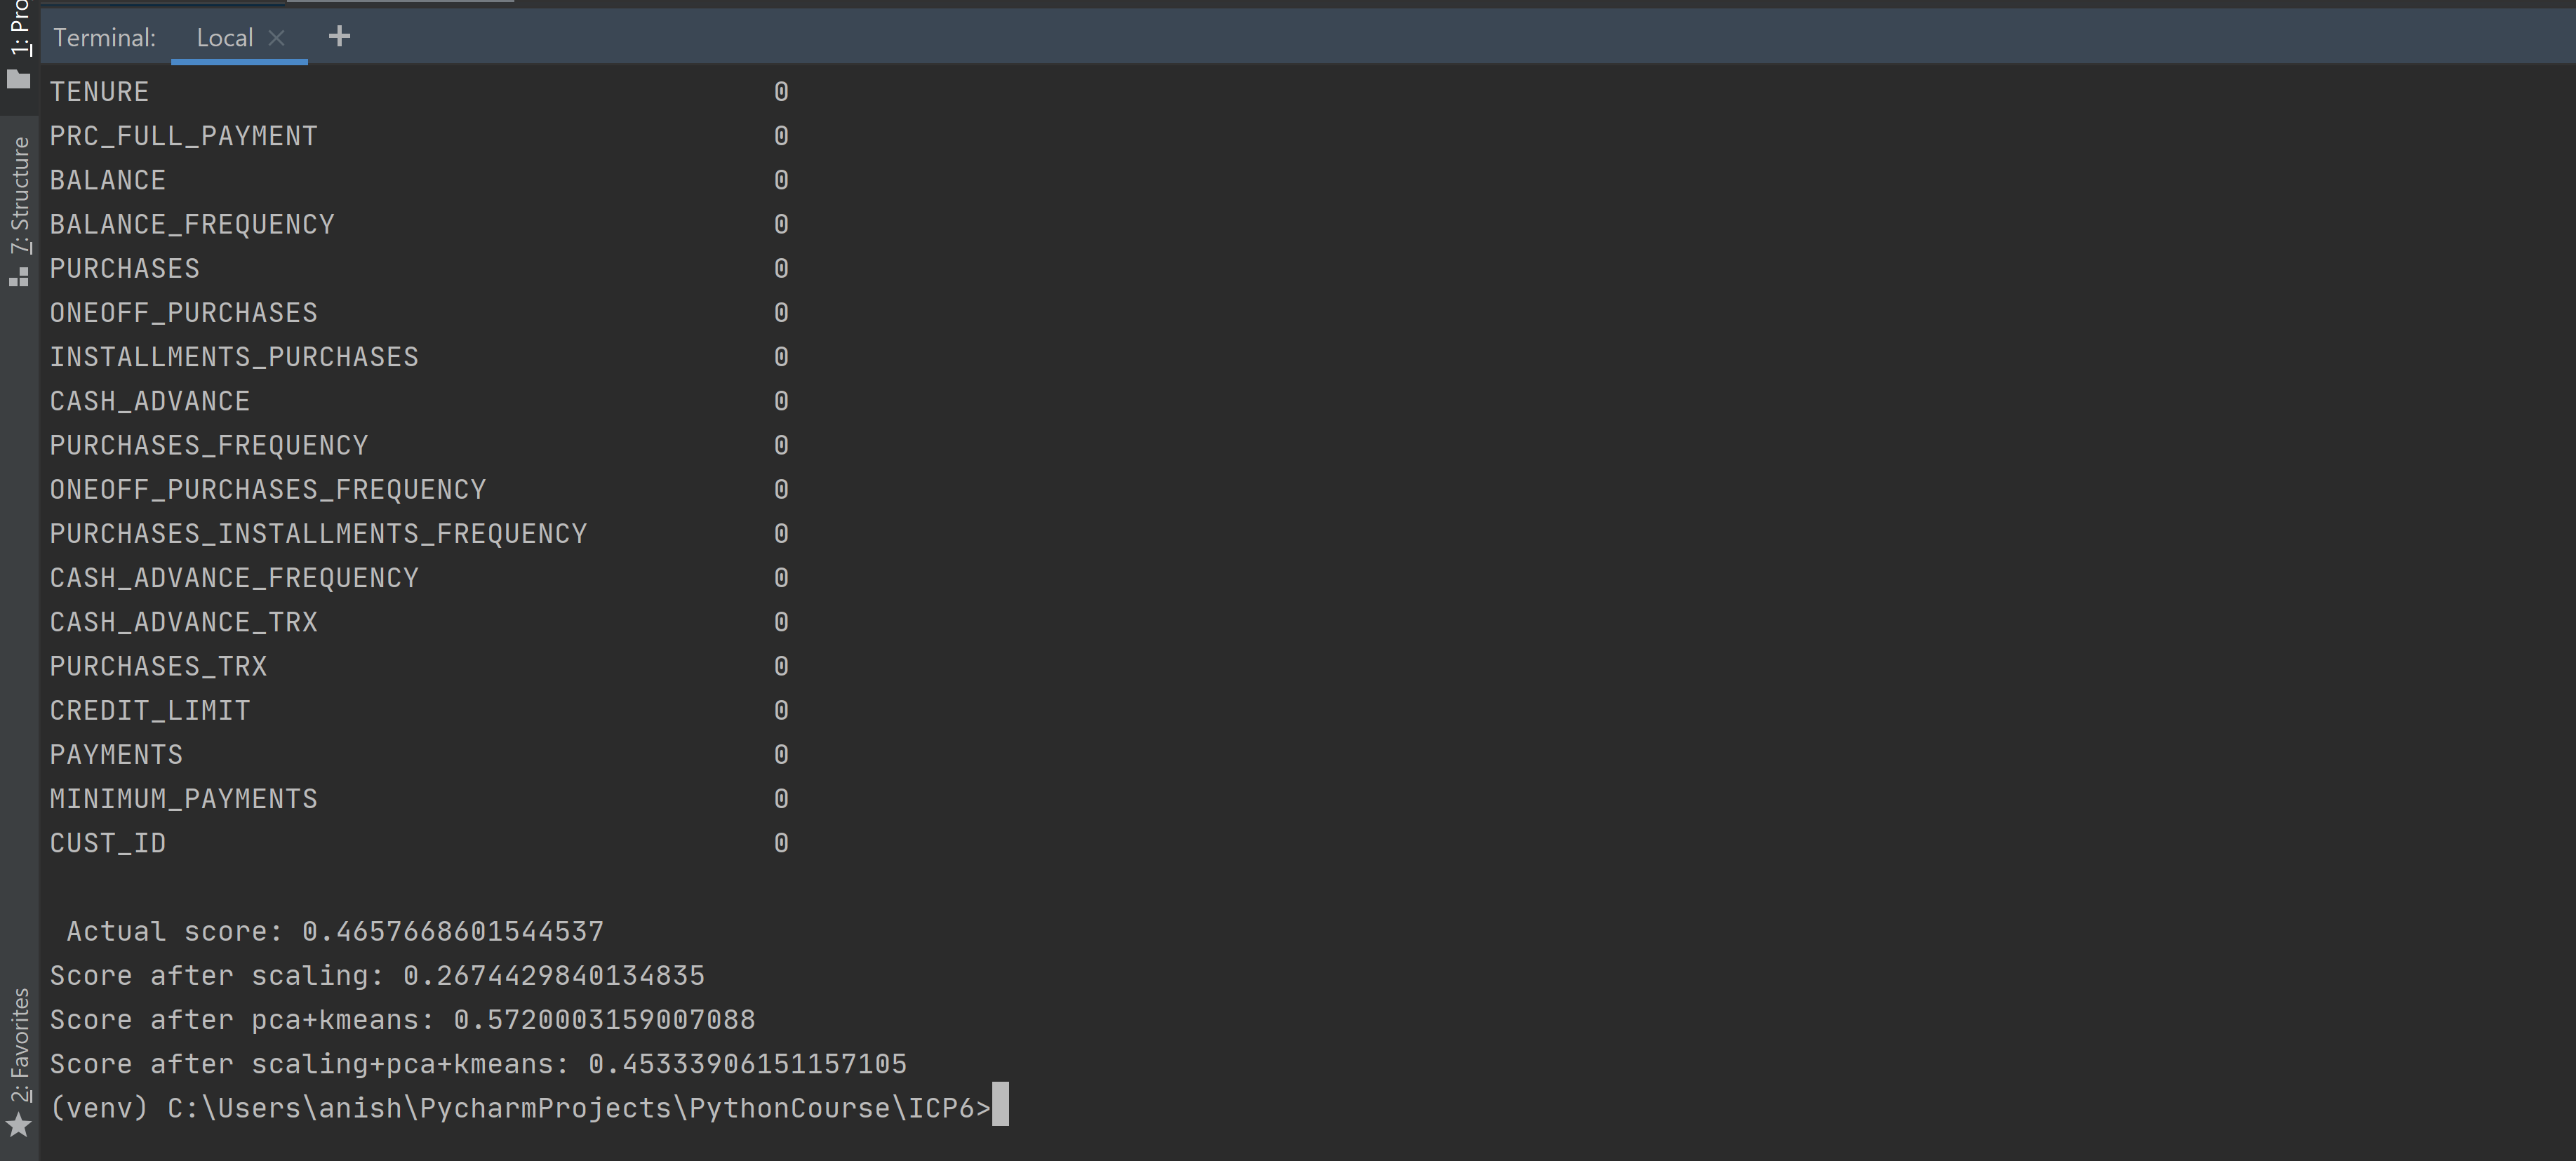 Terminal: Local × +
1: Pro
7: Structure
2: Favorites
TENURE 0
PRC_FULL_PAYMENT 0
BALANCE 0
BALANCE_FREQUENCY 0
PURCHASES 0
ONEOFF_PURCHASES 0
INSTALLMENTS_PURCHASES 0
CASH_ADVANCE 0
PURCHASES_FREQUENCY 0
ONEOFF_PURCHASES_FREQUENCY 0
PURCHASES_INSTALLMENTS_FREQUENCY 0
CASH_ADVANCE_FREQUENCY 0
CASH_ADVANCE_TRX 0
PURCHASES_TRX 0
CREDIT_LIMIT 0
PAYMENTS 0
MINIMUM_PAYMENTS 0
CUST_ID 0
Actual score: 0.4657668601544537
Score after scaling: 0.2674429840134835
Score after pca+kmeans: 0.5720003159007088
Score after scaling+pca+kmeans: 0.45333906151157105
(venv) C:\Users\anish\PycharmProjects\PythonCourse\ICP6>